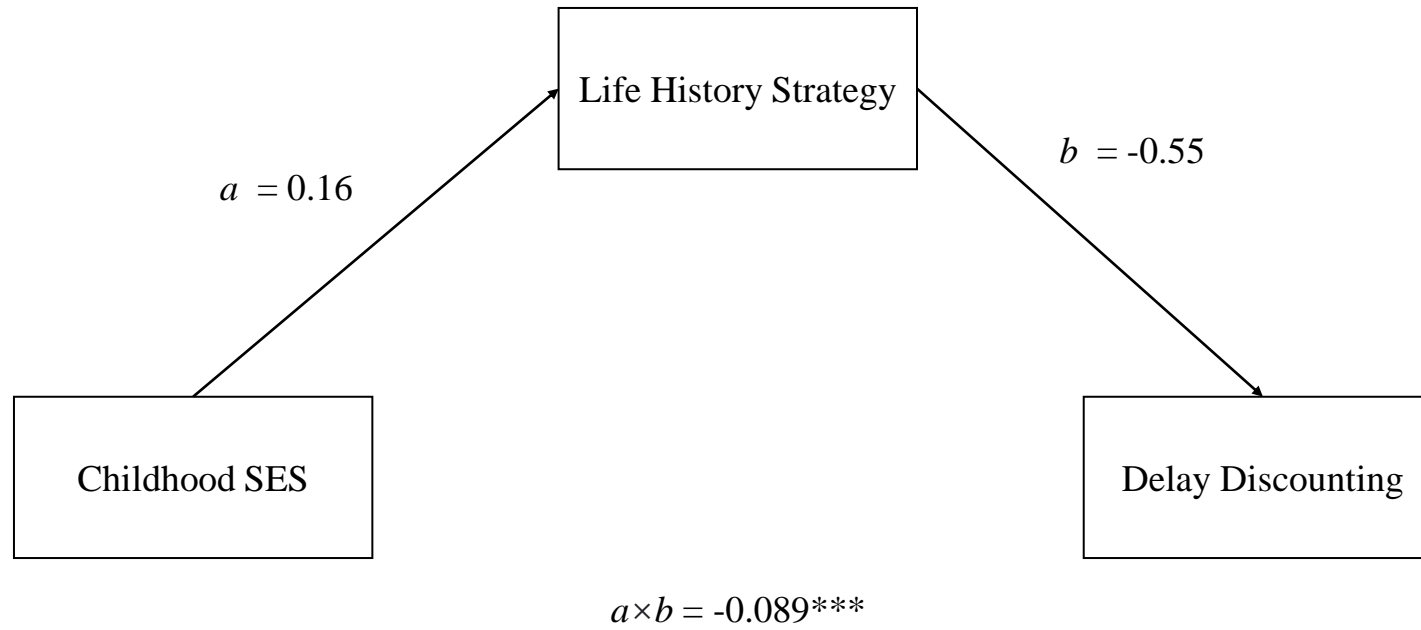 Life History Strategy
a = 0.16
b = -0.55
Childhood SES
Delay Discounting
a×b = -0.089***